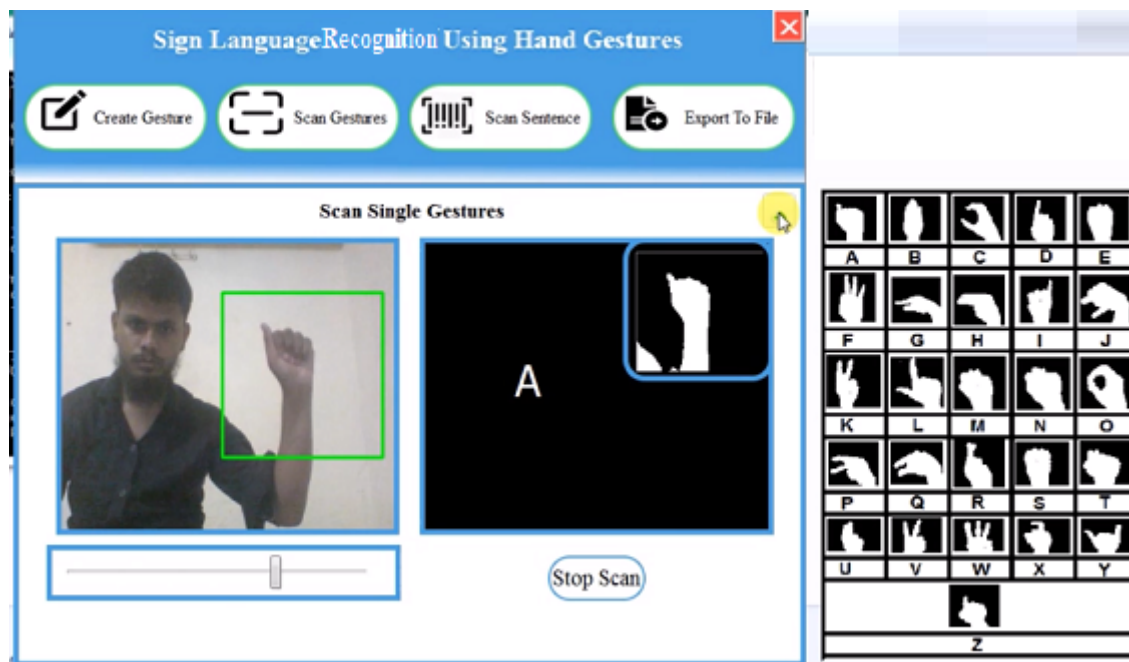 Sign LanguageRecognition Using Hand Gestures
Create Gesture Scan Gestures Scan Sentence Export To File
Scan Single Gestures
A
Stop Scan
A B C D E
F G H I J
K L M N O
P Q R S T
U V W X Y
Z